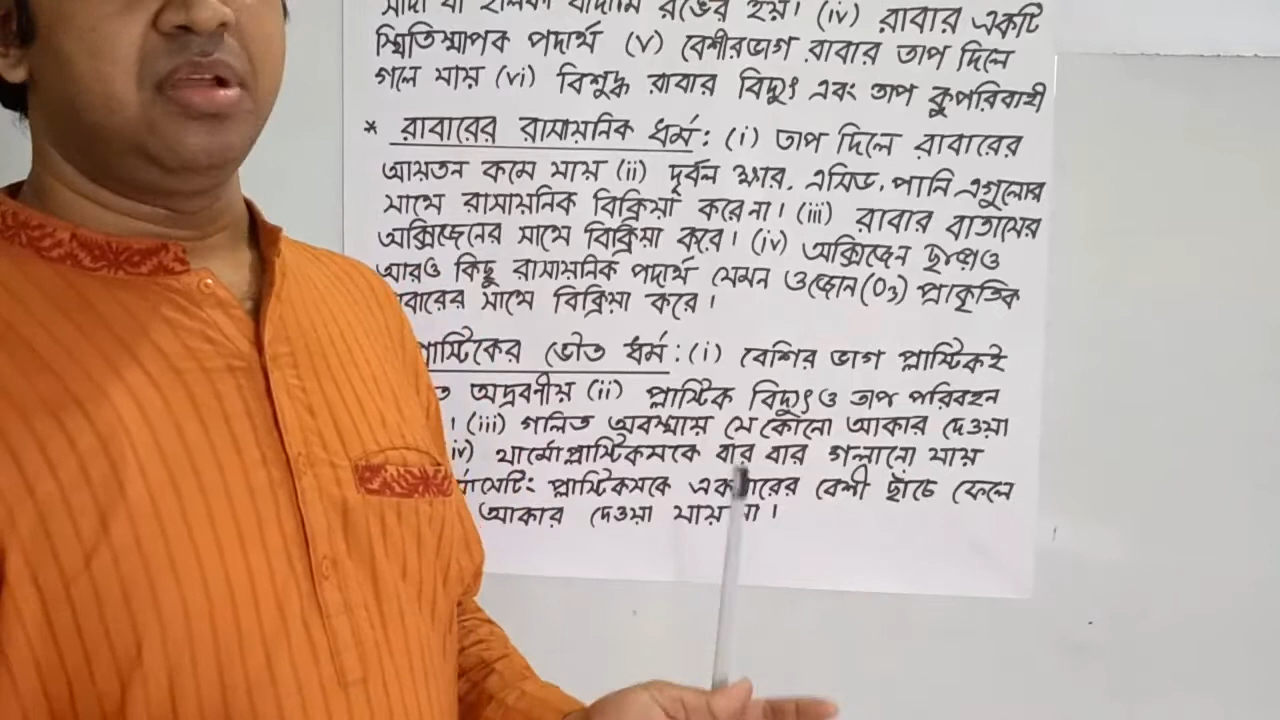 সাদা বা হালকা বাদামি রঙের হয়। (iv) রাবার একটি
স্থিতিস্থাপক পদার্থ (v) বেশীরভাগ রাবার তাপ দিলে
গলে যায় (vi) বিশুদ্ধ রাবার বিদ্যুৎ এবং তাপ কুপরিবাহী
* রাবারের রাসায়নিক ধর্ম: (i) তাপ দিলে রাবারের
আয়তন কমে যায় (ii) দূর্বল ক্ষার, এসিড, পানি এগুলোর
সাথে রাসায়নিক বিক্রিয়া করেনা। (iii) রাবার বাতাসের
অক্সিজেনের সাথে বিক্রিয়া করে। (iv) অক্সিজেন ছাড়াও
আরও কিছু রাসায়নিক পদার্থ যেমন ওজোন (O3) প্রাকৃতিক
বারের সাথে বিক্রিয়া করে।
লাস্টিকের ভৌত ধর্ম: (i) বেশির ভাগ প্লাস্টিকই
অদ্রবণীয় (ii) প্লাস্টিক বিদ্যুৎ ও তাপ পরিবহন
। (iii) গলিত অবস্থায় যেকোনো আকার দেওয়া
iv) থার্মোপ্লাস্টিকসকে বার বার গলানো যায়
র্মোসেটিং প্লাস্টিকসকে একবারের বেশী ছাঁচে ফেলে
আকার দেওয়া যায় না।